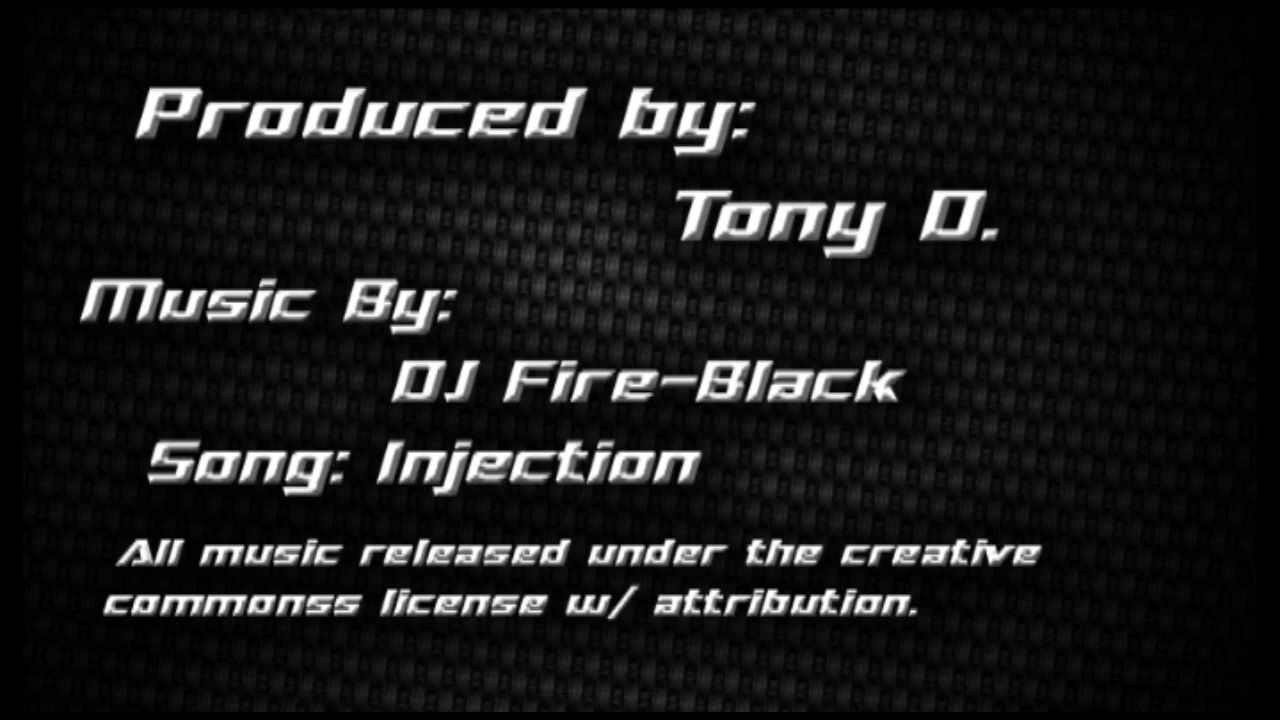 Produced by:
Tony D.
Music By:
DJ Fire-Black
Song: Injection
All music released under the creative
commonss license w/ attribution.